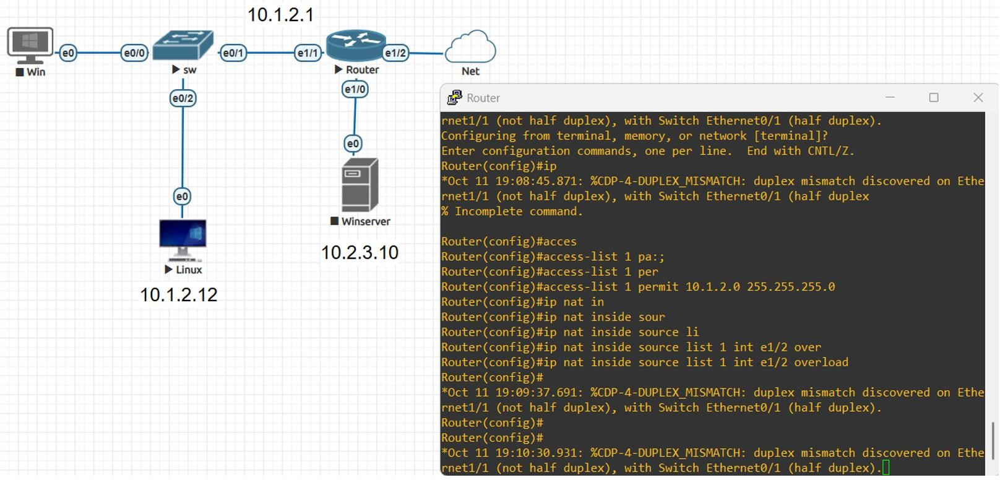 10.1.2.1
e0
e0/0
e0/1
e1/1
e1/2
Win
sw
Router
Net
e0/2
e1/0
e0
e0
Linux
Winserver
10.1.2.12
10.2.3.10
Router
rnet1/1 (not half duplex), with Switch Ethernet0/1 (half duplex).
Configuring from terminal, memory, or network [terminal]?
Enter configuration commands, one per line.  End with CNTL/Z.
Router(config)#ip
*Oct 11 19:08:45.871: %CDP-4-DUPLEX_MISMATCH: duplex mismatch discovered on Ethe
rnet1/1 (not half duplex), with Switch Ethernet0/1 (half duplex
% Incomplete command.
Router(config)#acces
Router(config)#access-list 1 pa:;
Router(config)#access-list 1 per
Router(config)#access-list 1 permit 10.1.2.0 255.255.255.0
Router(config)#ip nat in
Router(config)#ip nat inside sour
Router(config)#ip nat inside source li
Router(config)#ip nat inside source list 1 int e1/2 over
Router(config)#ip nat inside source list 1 int e1/2 overload
Router(config)#
*Oct 11 19:09:37.691: %CDP-4-DUPLEX_MISMATCH: duplex mismatch discovered on Ethe
rnet1/1 (not half duplex), with Switch Ethernet0/1 (half duplex).
Router(config)#
Router(config)#
*Oct 11 19:10:30.931: %CDP-4-DUPLEX_MISMATCH: duplex mismatch discovered on Ethe
rnet1/1 (not half duplex), with Switch Ethernet0/1 (half duplex).